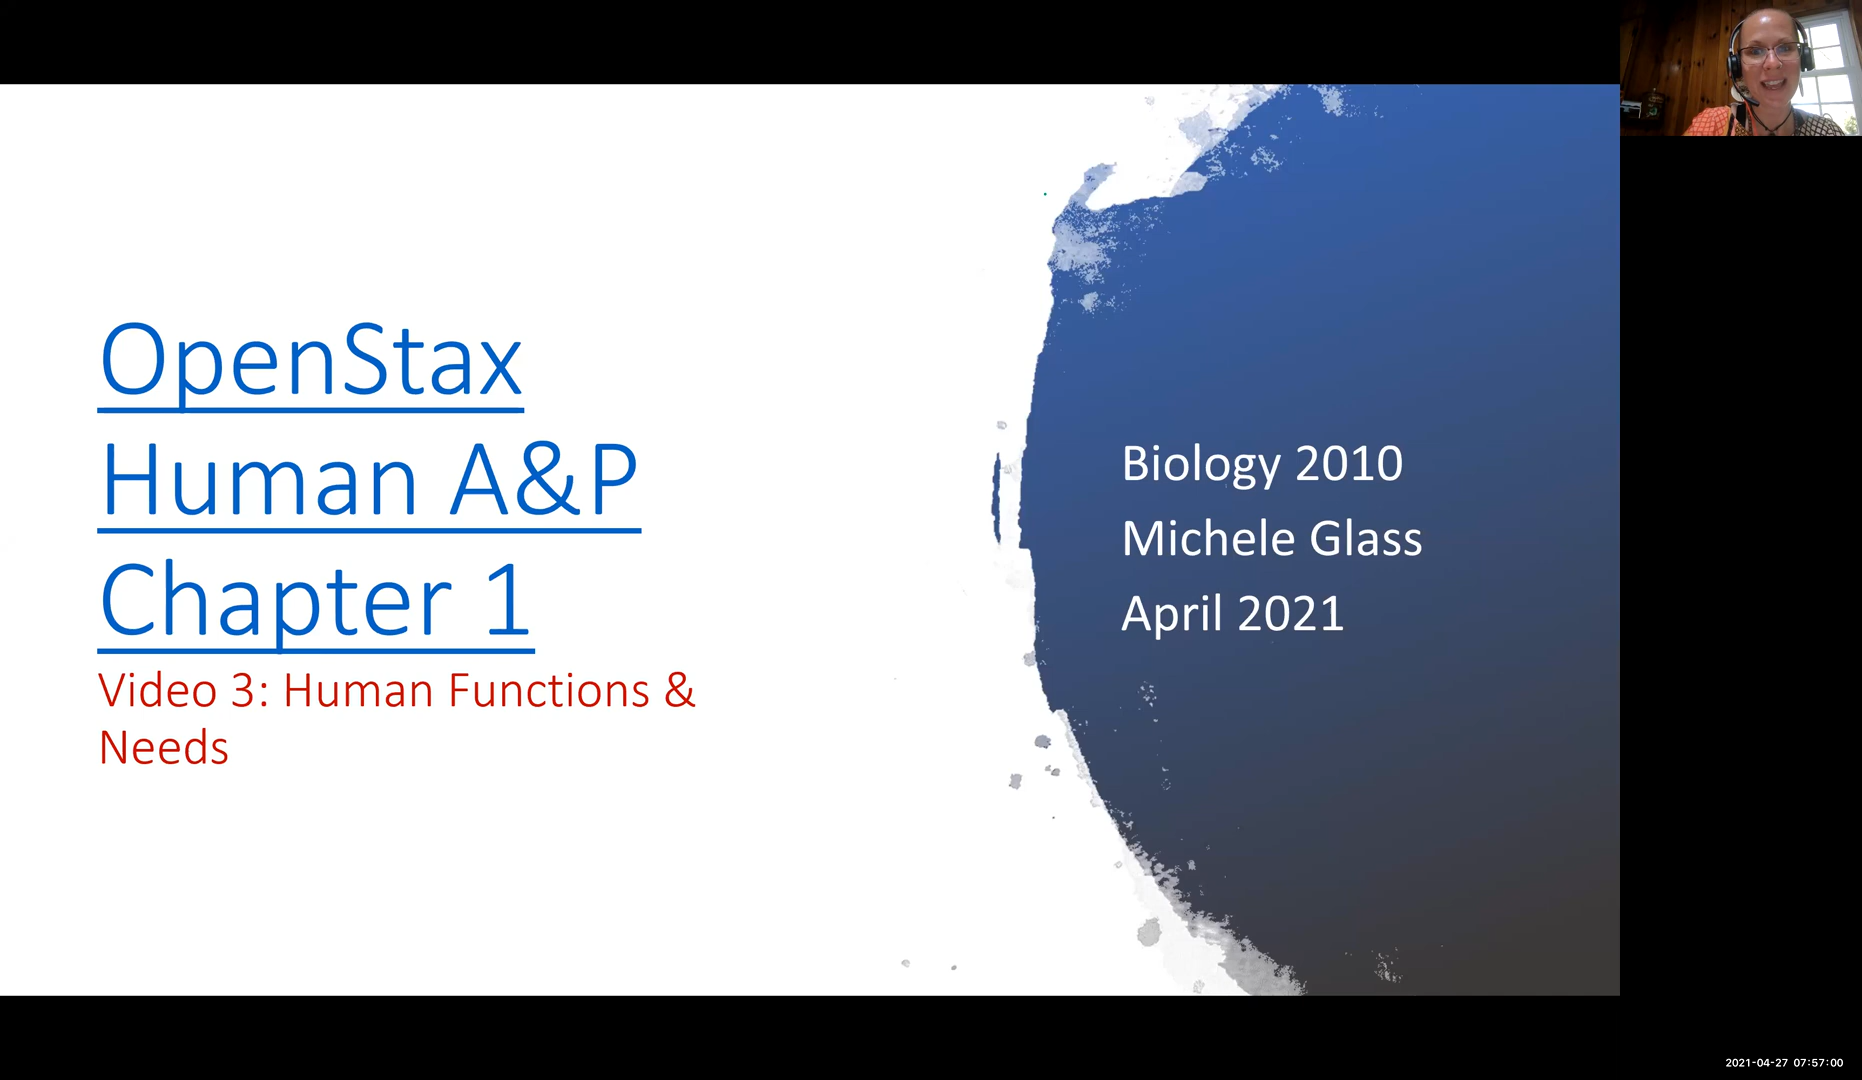 OpenStax
Human A&P
Chapter 1
Video 3: Human Functions &
Needs
Biology 2010
Michele Glass
April 2021
2021-04-27 07:57:00